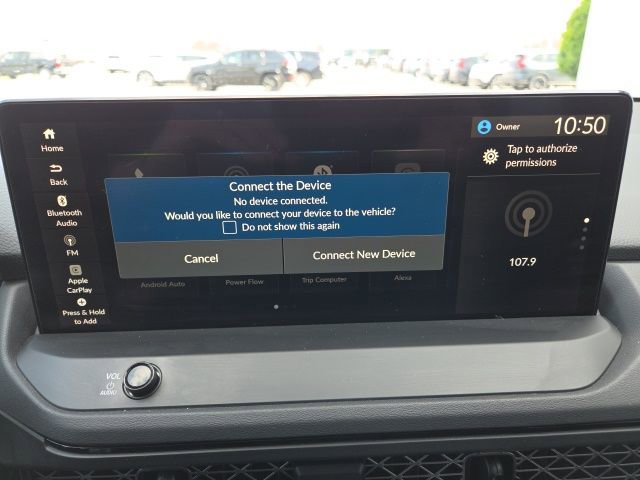 Home
Back
Bluetooth
Audio
FM
Apple
CarPlay
Press & Hold
to Add
Owner
10:50
Tap to authorize
permissions
107.9
Connect the Device
No device connected.
Would you like to connect your device to the vehicle?
Do not show this again
Cancel
Connect New Device
Android Auto
Power Flow
Trip Computer
Alexa
VOL
AUDIO